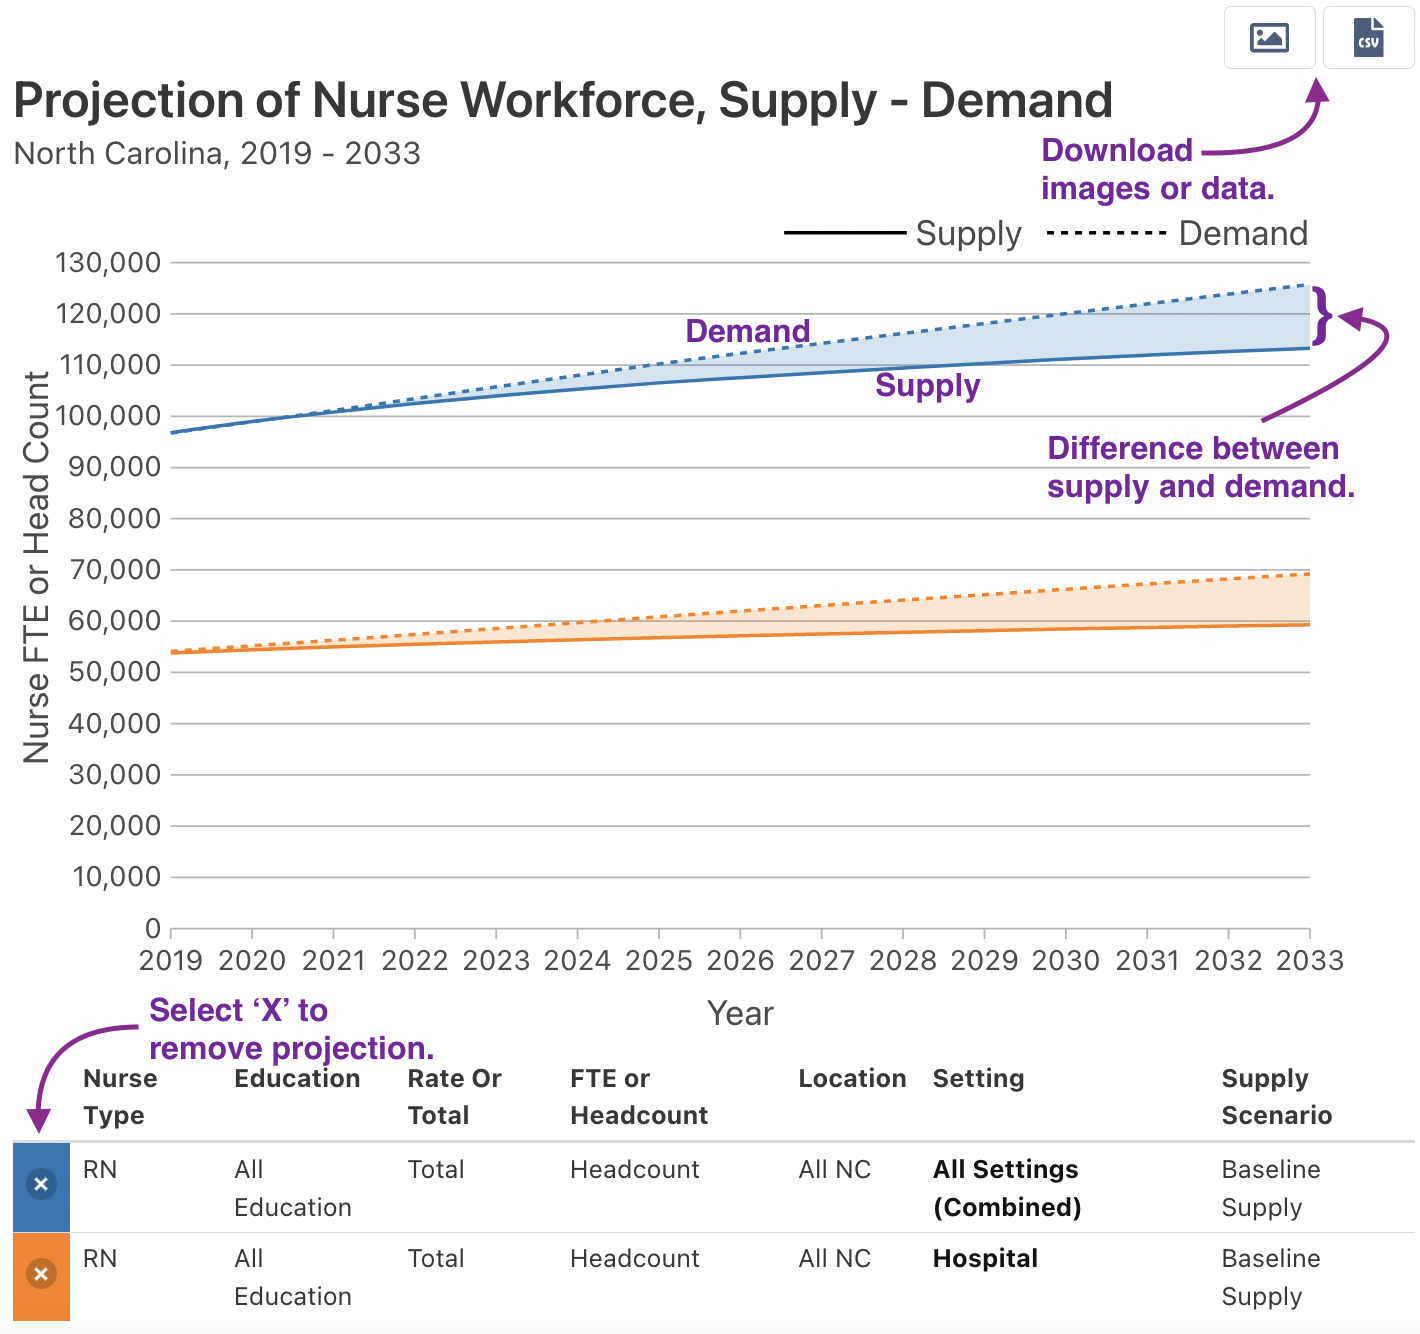 CSV
Projection of Nurse Workforce, Supply - Demand
North Carolina, 2019 - 2033
Download
images or data.
Supply
Demand
130,000
120,000
110,000
100,000
90,000
80,000
70,000
60,000
50,000
40,000
30,000
20,000
10,000
0
Nurse FTE or Head Count
Demand
Supply
Difference between
supply and demand.
2019 2020 2021 2022 2023 2024 2025 2026 2027 2028 2029 2030 2031 2032 2033
Year
Select ‘X’ to
remove projection.
Nurse Education Rate Or FTE or Location Setting Supply
Type Total Headcount Scenario
RN All Total Headcount All NC All Settings Baseline
Education (Combined) Supply
RN All Total Headcount All NC Hospital Baseline
Education Supply